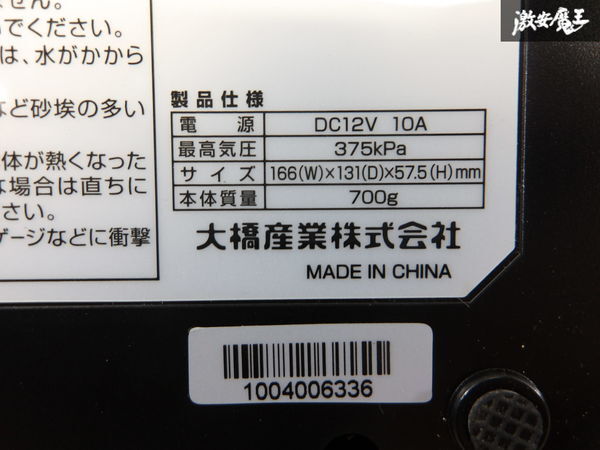 ません。
いでください。
は、水がかから
など砂埃の多い
体が熱くなった
な場合は直ちに
さい。
ゲージなどに衝撃
激安魔王
製品仕様
電源 DC12V 10A
最高気圧 375kPa
サイズ 166(W)×131(D)×57.5(H)mm
本体質量 700g
大橋産業株式会社
MADE IN CHINA
1004006336